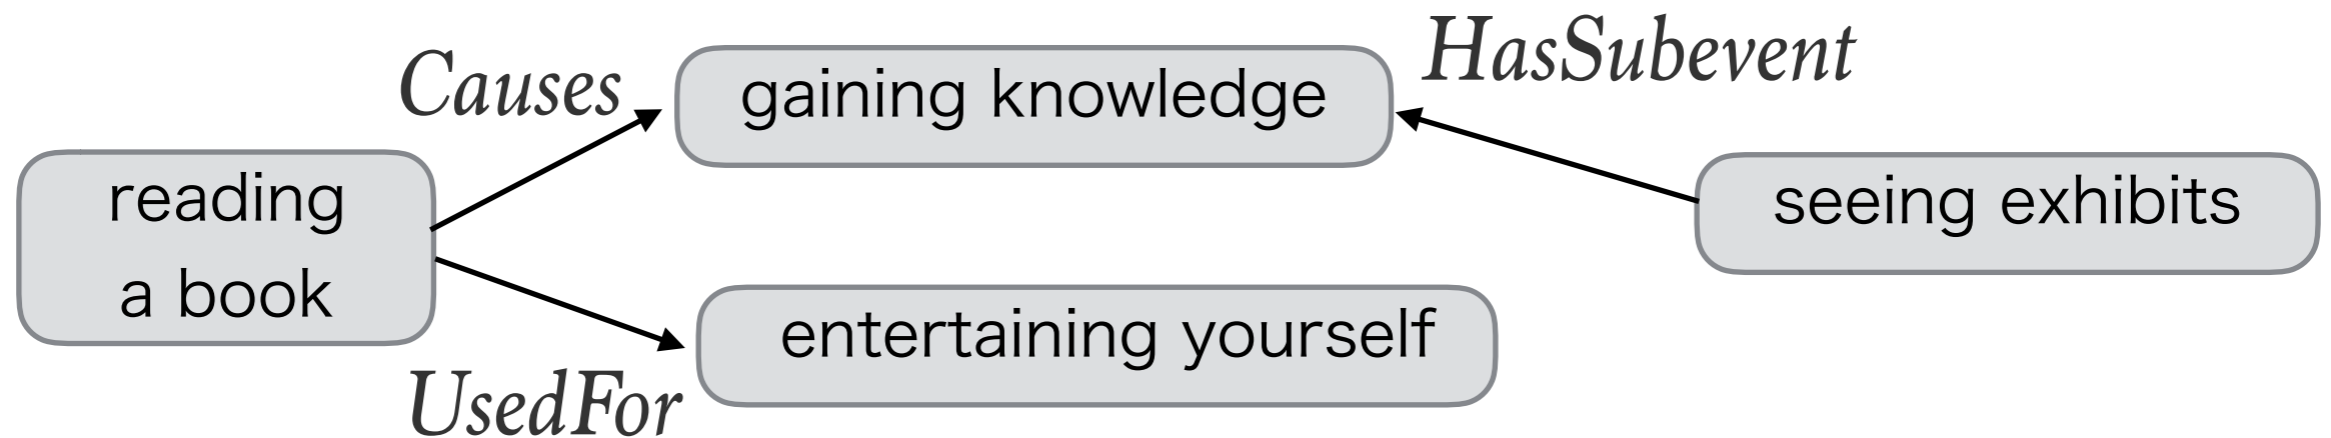 Causes
gaining knowledge
HasSubevent
reading
a book
seeing exhibits
entertaining yourself
UsedFor